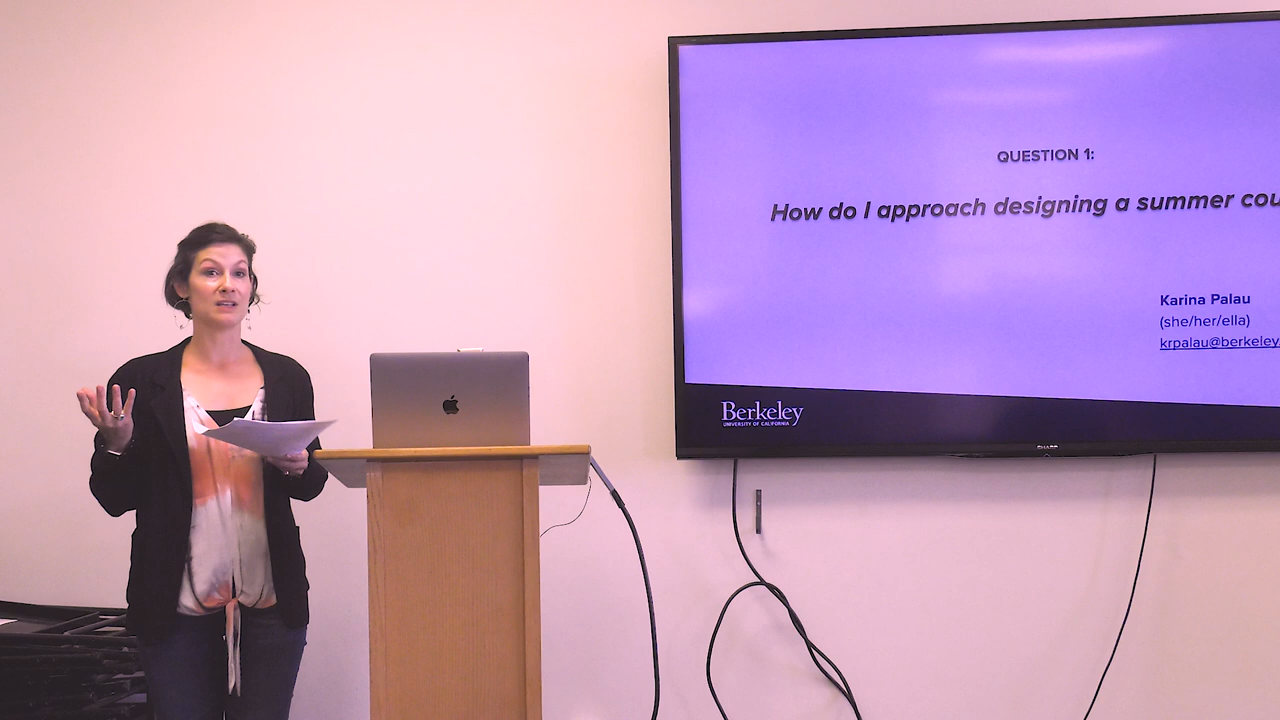 QUESTION 1:
How do I approach designing a summer cou
Karina Palau
(she/her/ella)
krpalau@berkeley.
Berkeley
UNIVERSITY OF CALIFORNIA
SHARP